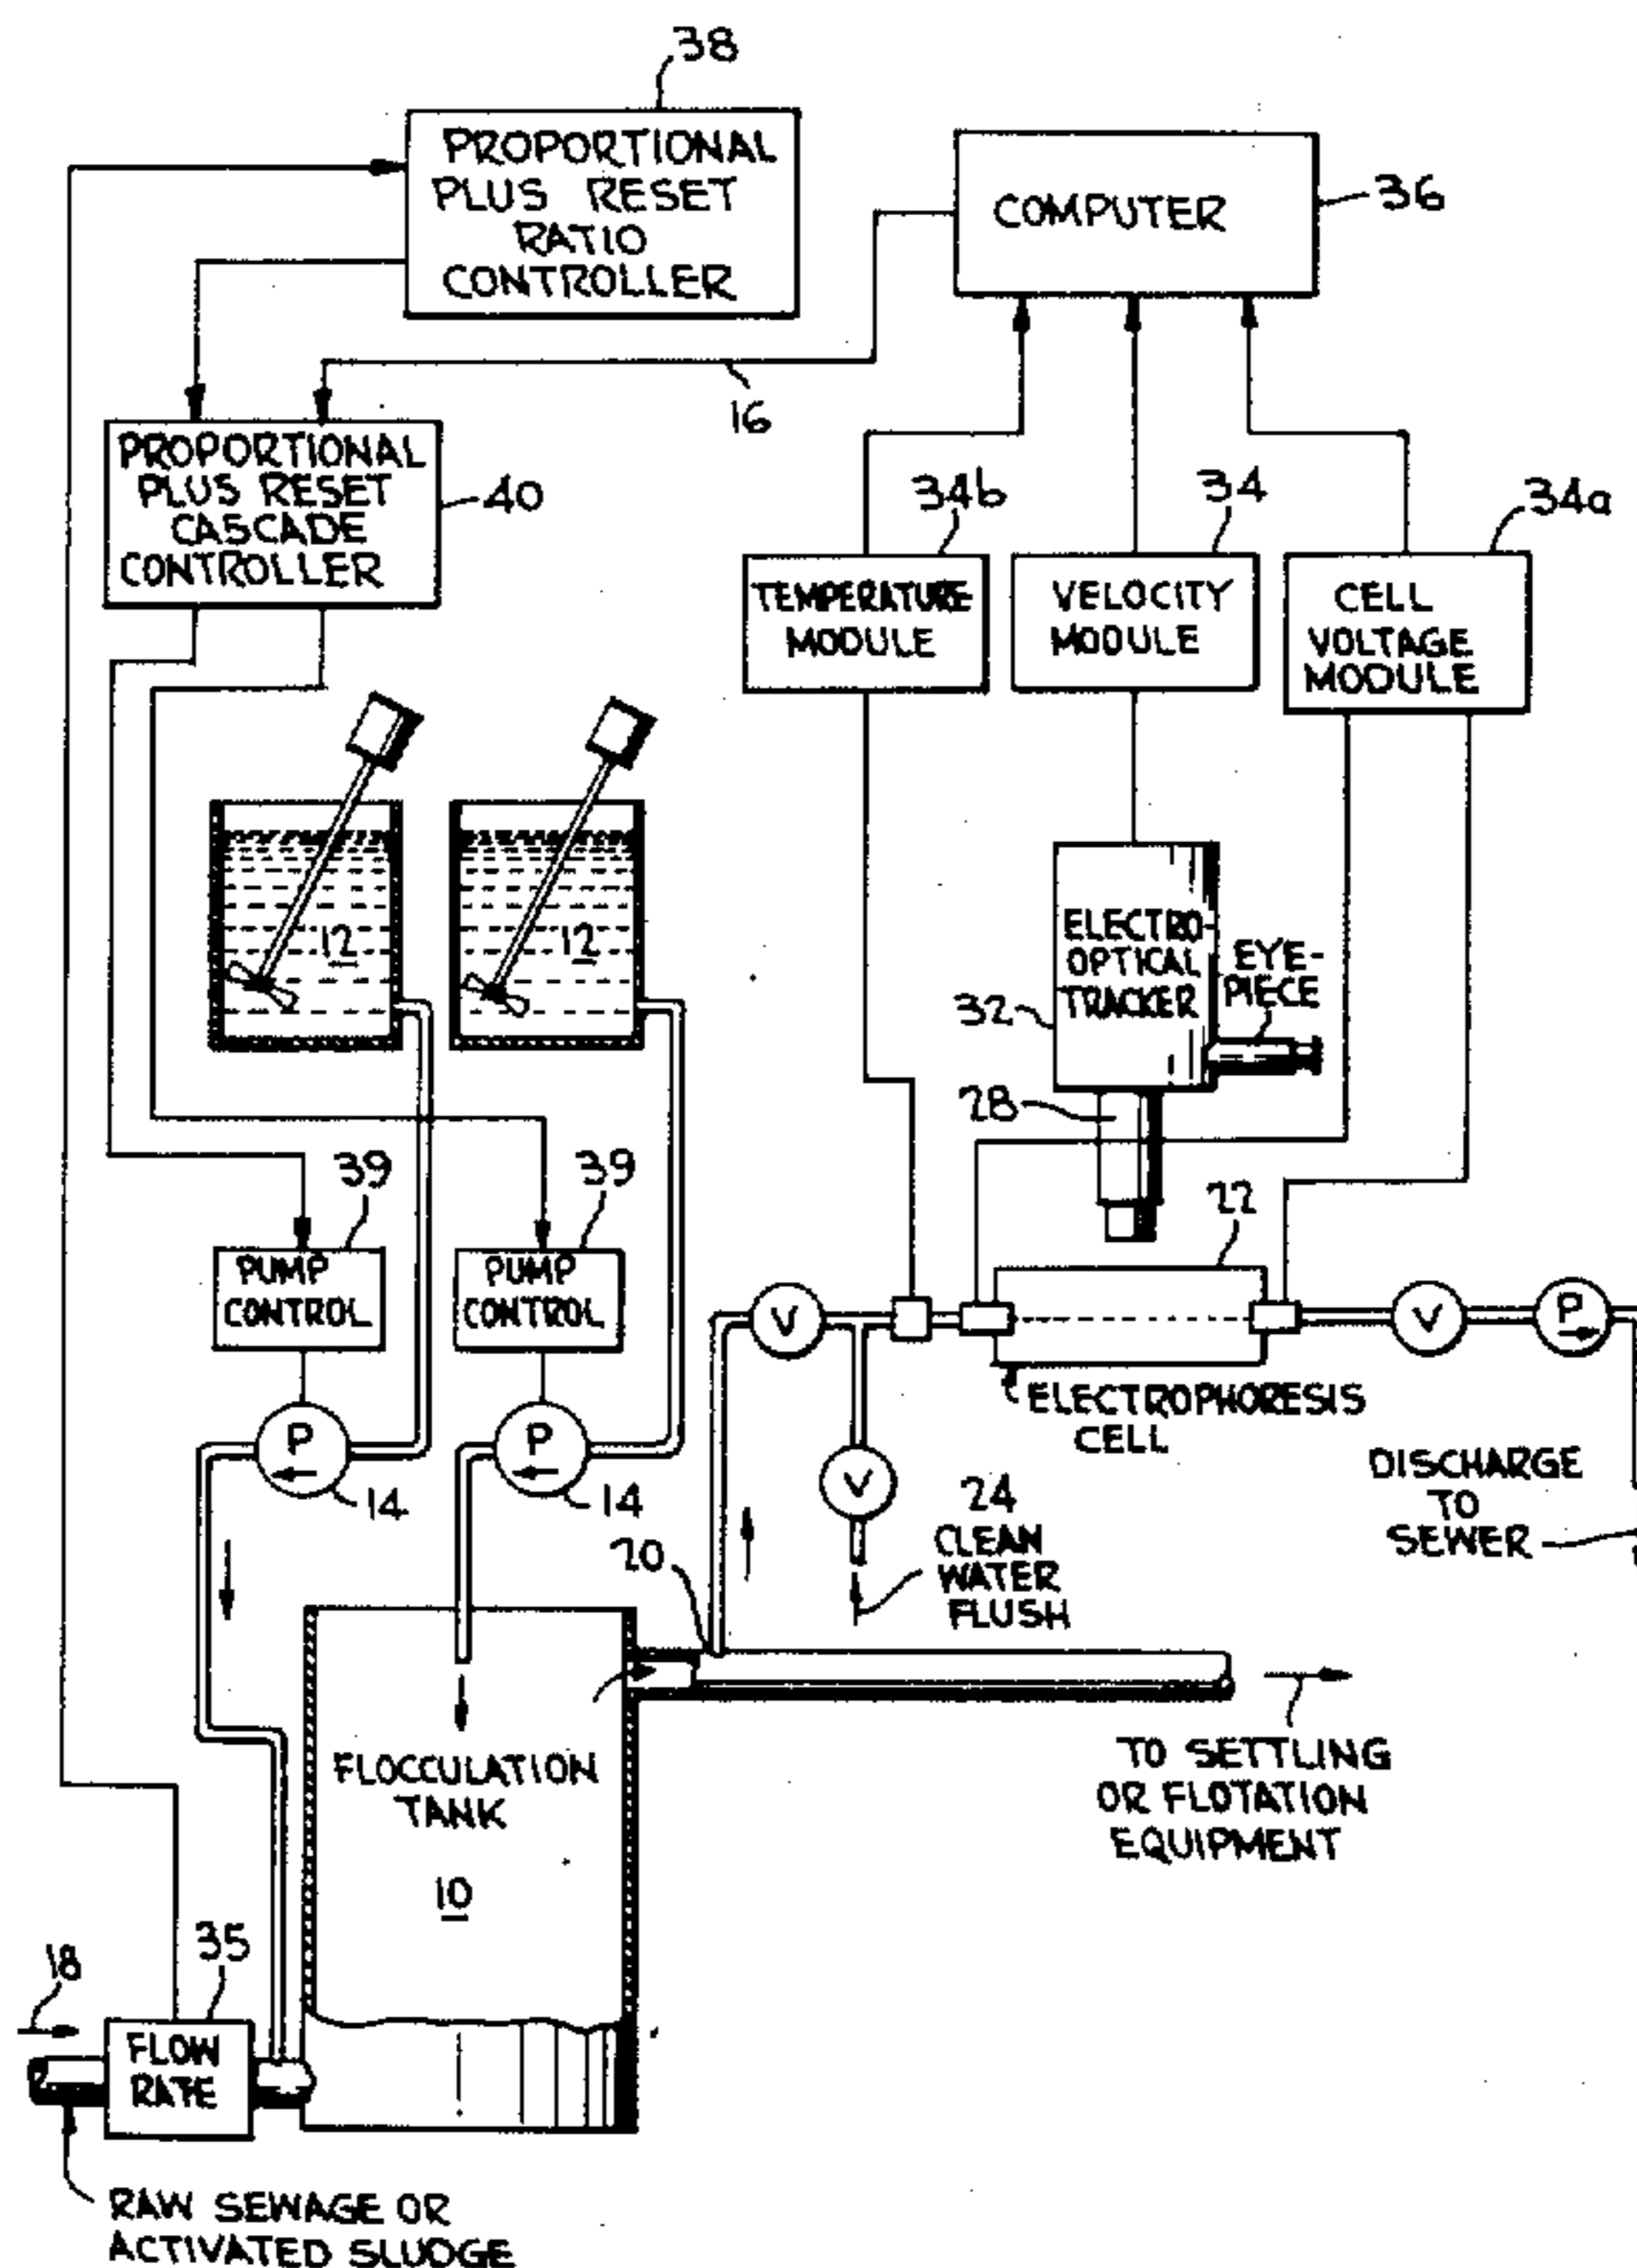 38
PROPORTIONAL
PLUS RESET
RATIO
CONTROLLER
COMPUTER
36
16
PROPORTIONAL
PLUS RESET
CASCADE
CONTROLLER
40
34b
34
34a
TEMPERATURE
MODULE
VELOCITY
MODULE
CELL
VOLTAGE
MODULE
12
12
ELECTRO-
OPTICAL
TRACKER
EYE-
PIECE
32
28
39
39
22
PUMP
CONTROL
PUMP
CONTROL
V
V
P
ELECTROPHORESIS
CELL
P
P
14
14
V
DISCHARGE
TO
SEWER
24
CLEAN
WATER
FLUSH
20
FLOCCULATION
TANK
10
TO SETTLING
OR FLOTATION
EQUIPMENT
18
35
FLOW
RATE
RAW SEWAGE OR
ACTIVATED SLUDGE